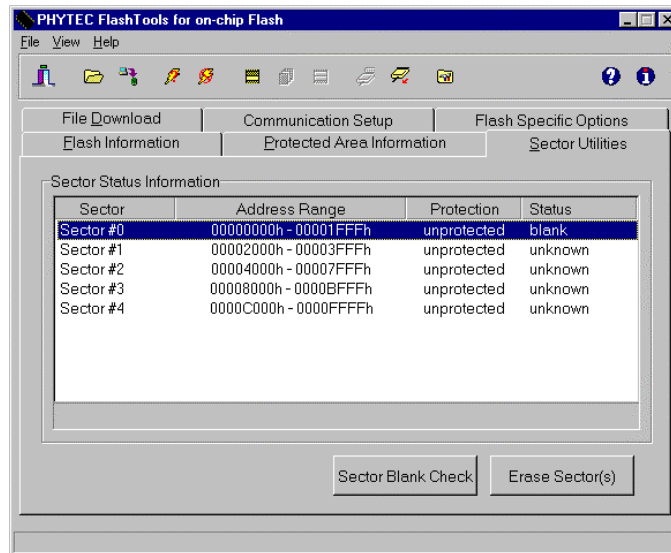 PHYTEC FlashTools for on-chip Flash
File View Help
File Download Communication Setup Flash Specific Options
Flash Information Protected Area Information Sector Utilities
Sector Status Information
Sector Address Range Protection Status
Sector #0 00000000h - 00001FFFh unprotected blank
Sector #1 00002000h - 00003FFFh unprotected unknown
Sector #2 00004000h - 00007FFFh unprotected unknown
Sector #3 00008000h - 0000BFFFh unprotected unknown
Sector #4 0000C000h - 0000FFFFh unprotected unknown
Sector Blank Check Erase Sector(s)